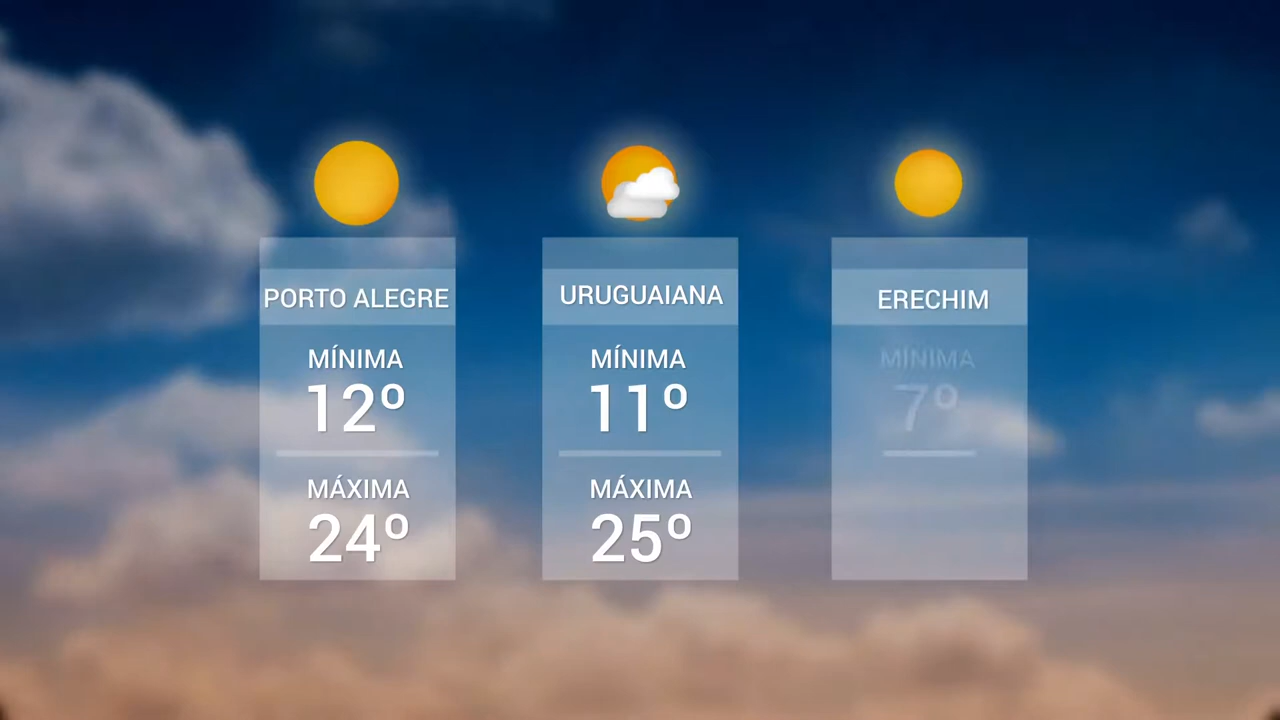 PORTO ALEGRE
MÍNIMA
12º
MÁXIMA
24º
URUGUAIANA
MÍNIMA
11º
MÁXIMA
25º
ERECHIM
MÍNIMA
7º